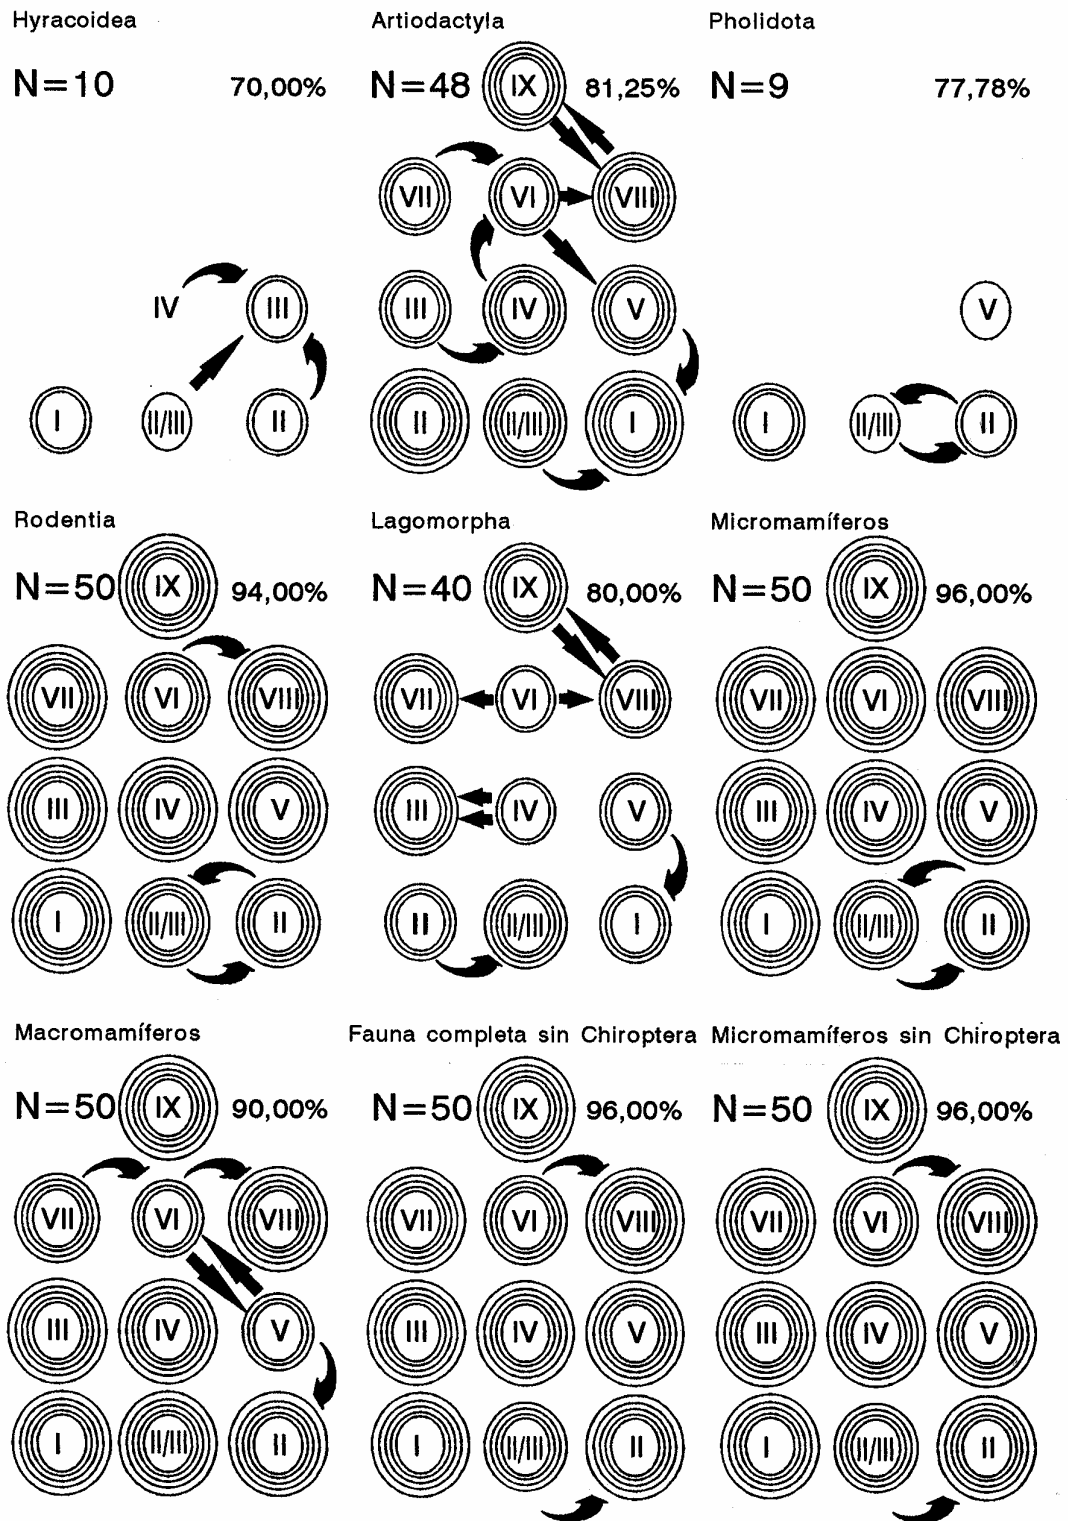 Hyracoidea
N=10 70,00%
IV III
I II/III II
Artiodactyla
N=48 IX 81,25%
VII VI VIII
III IV V
II II/III I
Pholidota
N=9 77,78%
V
I II/III II
Rodentia
N=50 IX 94,00%
VII VI VIII
III IV V
I II/III II
Lagomorpha
N=40 IX 80,00%
VII VI VIII
III IV V
II II/III I
Micromamíferos
N=50 IX 96,00%
VII VI VIII
III IV V
I II/III II
Macromamíferos
N=50 IX 90,00%
VII VI VIII
III IV V
I II/III II
Fauna completa sin Chiroptera
N=50 IX 96,00%
VII VI VIII
III IV V
I II/III II
Micromamíferos sin Chiroptera
N=50 IX 96,00%
VII VI VIII
III IV V
I II/III II